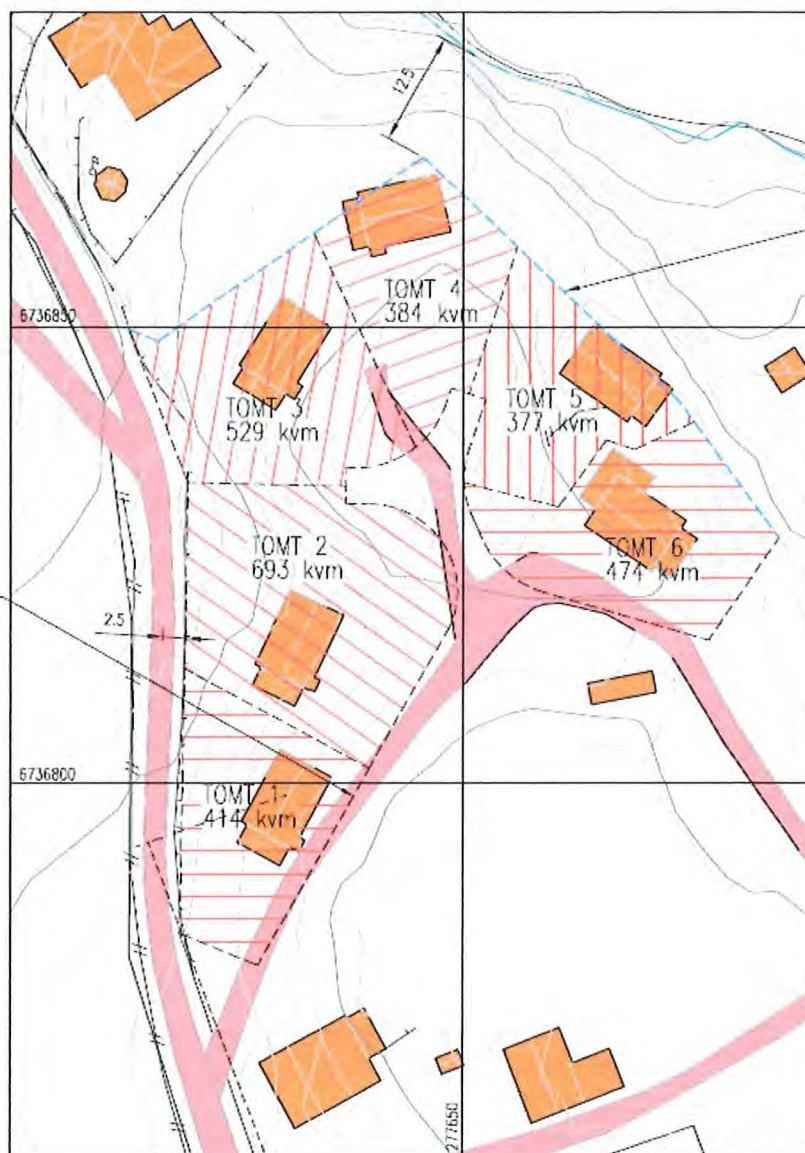 12.5
TOMT 4
384 kvm
6736850
TOMT 3
529 kvm
TOMT 5
377 kvm
TOMT 2
693 kvm
TOMT 6
474 kvm
2.5
6736800
TOMT 1
414 kvm
277650